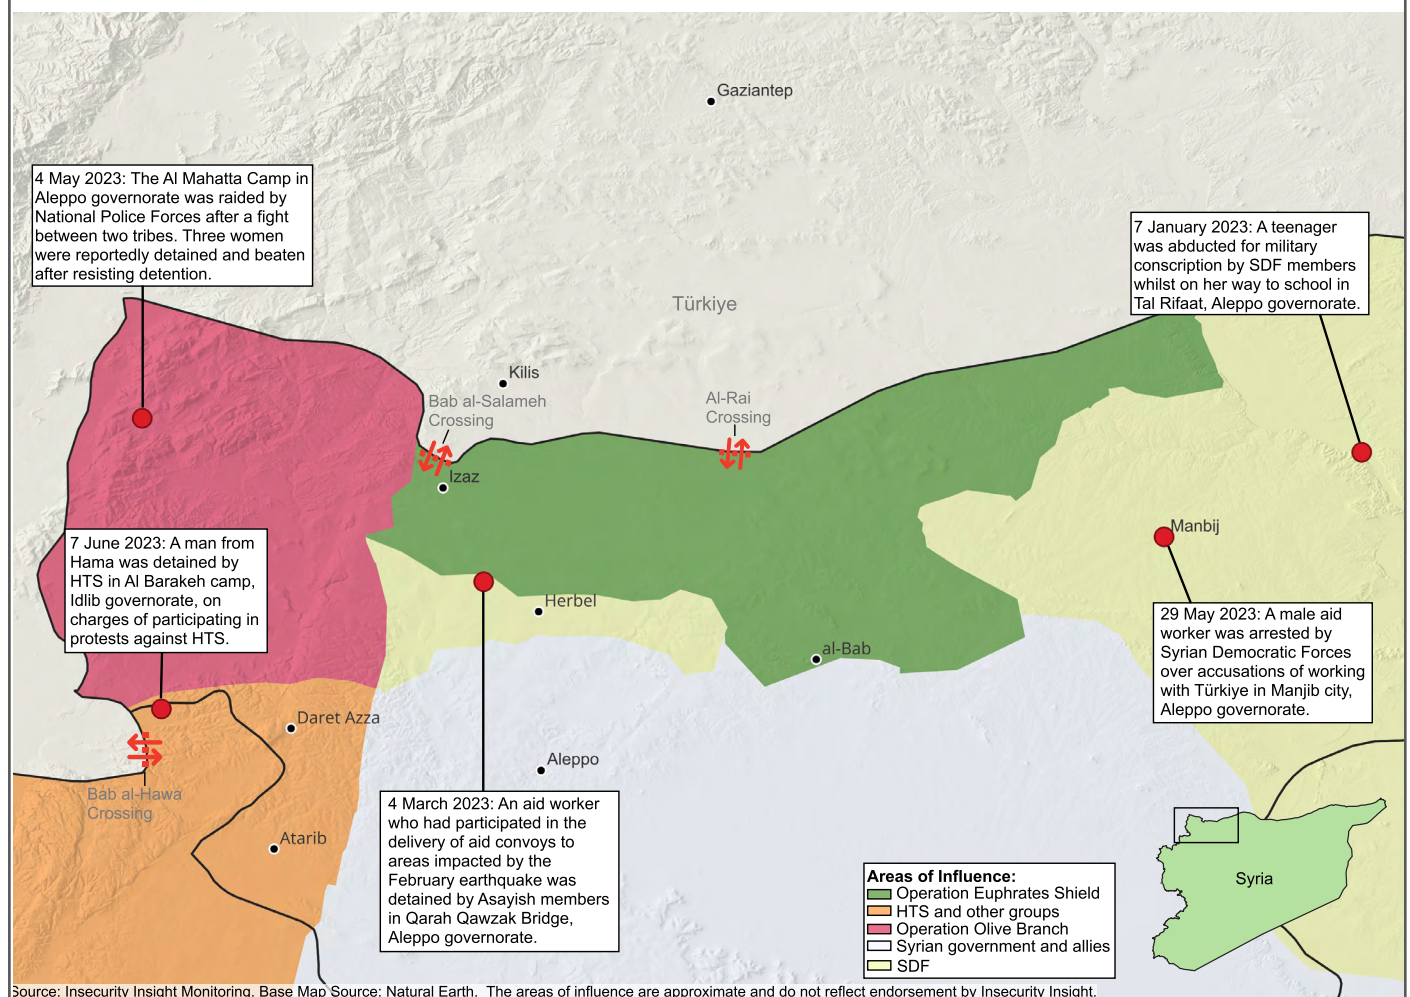 Gaziantep
4 May 2023: The Al Mahatta Camp in
Aleppo governorate was raided by
National Police Forces after a fight
between two tribes. Three women
were reportedly detained and beaten
after resisting detention.
7 January 2023: A teenager
was abducted for military
conscription by SDF members
whilst on her way to school in
Tal Rifaat, Aleppo governorate.
Türkiye
Kilis
Bab al-Salameh
Crossing
Al-Rai
Crossing
Izaz
Manbij
7 June 2023: A man from
Hama was detained by
HTS in Al Barakeh camp,
Idlib governorate, on
charges of participating in
protests against HTS.
Herbel
al-Bab
29 May 2023: A male aid
worker was arrested by
Syrian Democratic Forces
over accusations of working
with Türkiye in Manjib city,
Aleppo governorate.
Daret Azza
Aleppo
Bab al-Hawa
Crossing
Atarib
4 March 2023: An aid worker
who had participated in the
delivery of aid convoys to
areas impacted by the
February earthquake was
detained by Asayish members
in Qarah Qawzak Bridge,
Aleppo governorate.
Areas of Influence:
Operation Euphrates Shield
HTS and other groups
Operation Olive Branch
Syrian government and allies
SDF
Syria
Source: Insecurity Insight Monitoring. Base Map Source: Natural Earth. The areas of influence are approximate and do not reflect endorsement by Insecurity Insight.